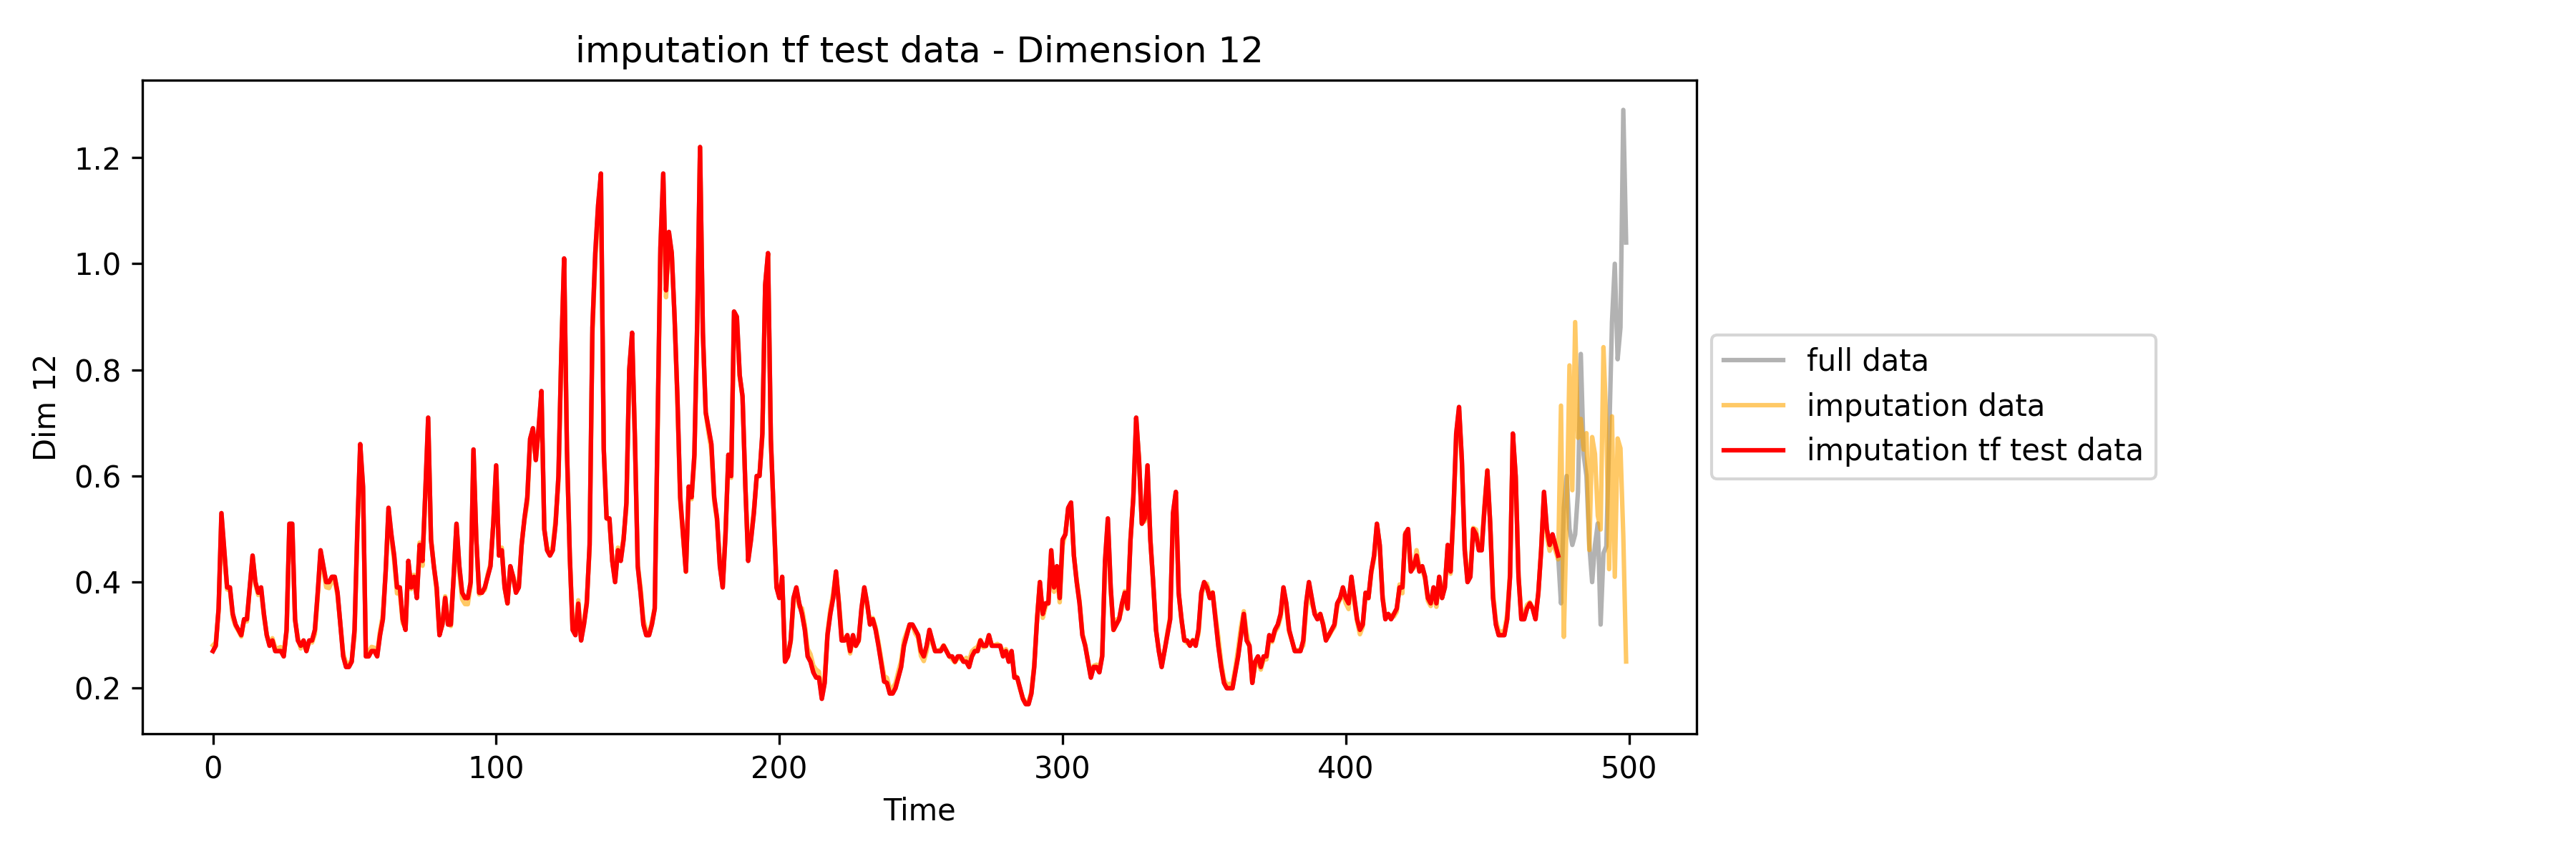 imputation tf test data - Dimension 12
Dim 12
1.2
1.0
0.8
0.6
0.4
0.2
0
100
200
300
400
500
Time
full data
imputation data
imputation tf test data